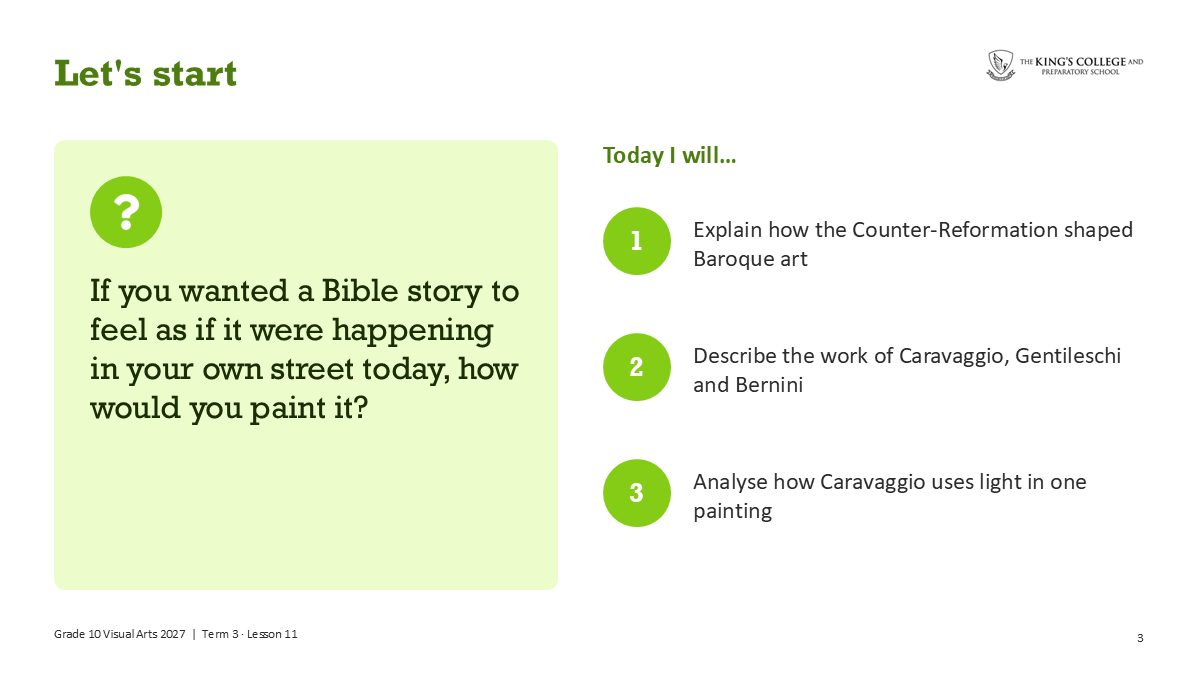 Let's start
THE KING'S COLLEGE AND
PREPARATORY SCHOOL
?
If you wanted a Bible story to
feel as if it were happening
in your own street today, how
would you paint it?
Today I will...
1
Explain how the Counter-Reformation shaped
Baroque art
2
Describe the work of Caravaggio, Gentileschi
and Bernini
3
Analyse how Caravaggio uses light in one
painting
Grade 10 Visual Arts 2027 | Term 3 · Lesson 11
3